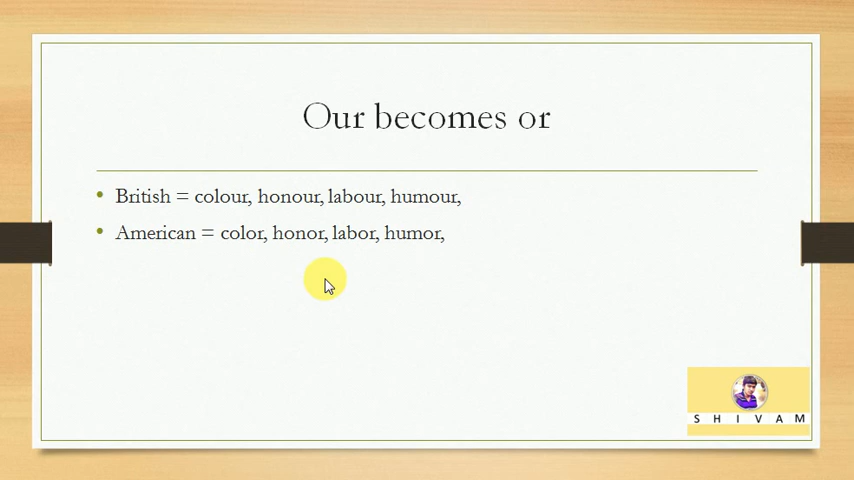 Our becomes or
British = colour, honour, labour, humour,
American = color, honor, labor, humor,
SHIVAM